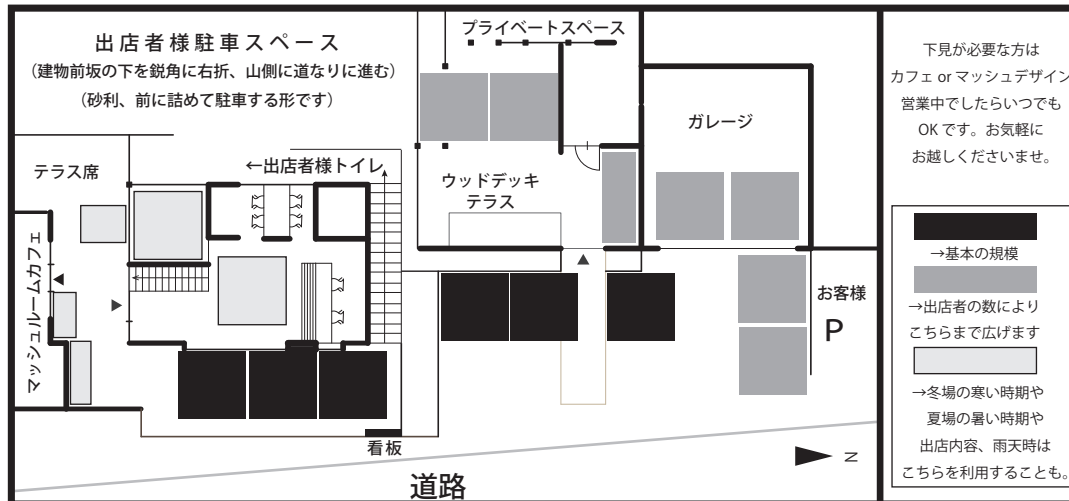 出店者様駐車スペース
(建物前坂の下を鋭角に右折、山側に道なりに進む)
(砂利、前に詰めて駐車する形です)
プライベートスペース
ガレージ
テラス席
←出店者様トイレ
ウッドデッキ
テラス
マッシュルームカフェ
お客様
P
看板
道路
N
下見が必要な方は
カフェ or マッシュデザイン
営業中でしたらいつでも
OK です。お気軽に
お越しくださいませ。
→基本の規模
→出店者の数により
こちらまで広げます
→冬場の寒い時期や
夏場の暑い時期や
出店内容、雨天時は
こちらを利用することも。